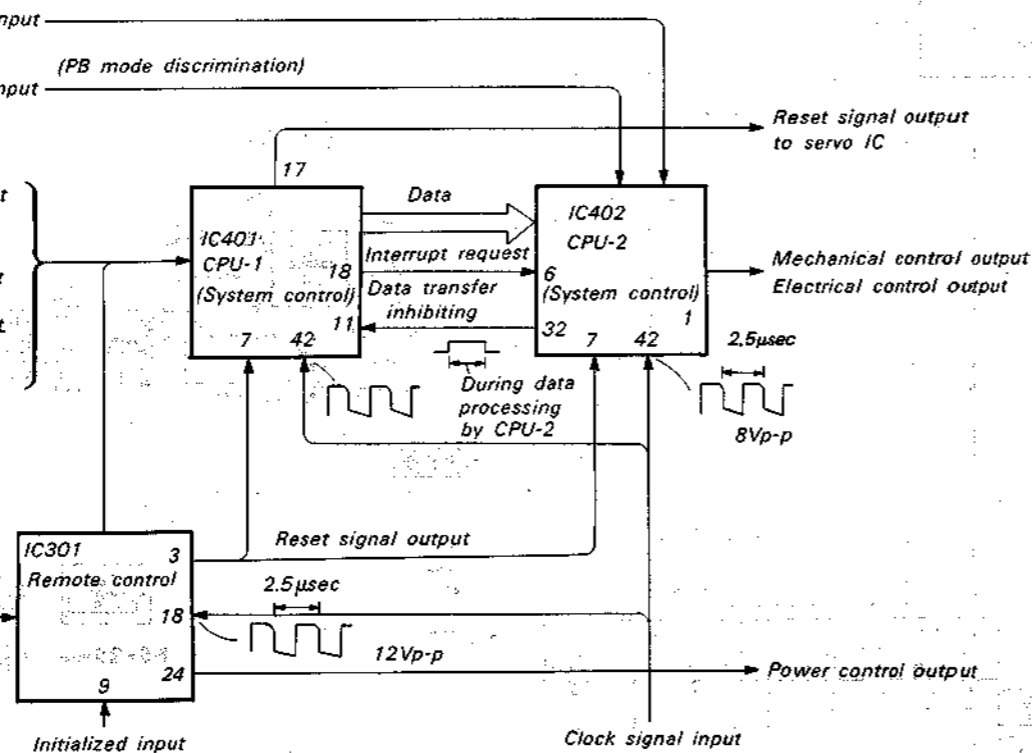 (PB mode discrimination)
Reset signal output
to servo IC
17
Data
IC401
CPU-1
(System control)
18
11
7
42
Interrupt request
Data transfer
inhibiting
IC402
CPU-2
(System control)
6
32
7
42
1
Mechanical control output
Electrical control output
2.5μsec
8Vp-p
During data
processing
by CPU-2
IC301
Remote control
3
18
24
9
Reset signal output
2.5μsec
12Vp-p
Power control output
Initialized input
Clock signal input